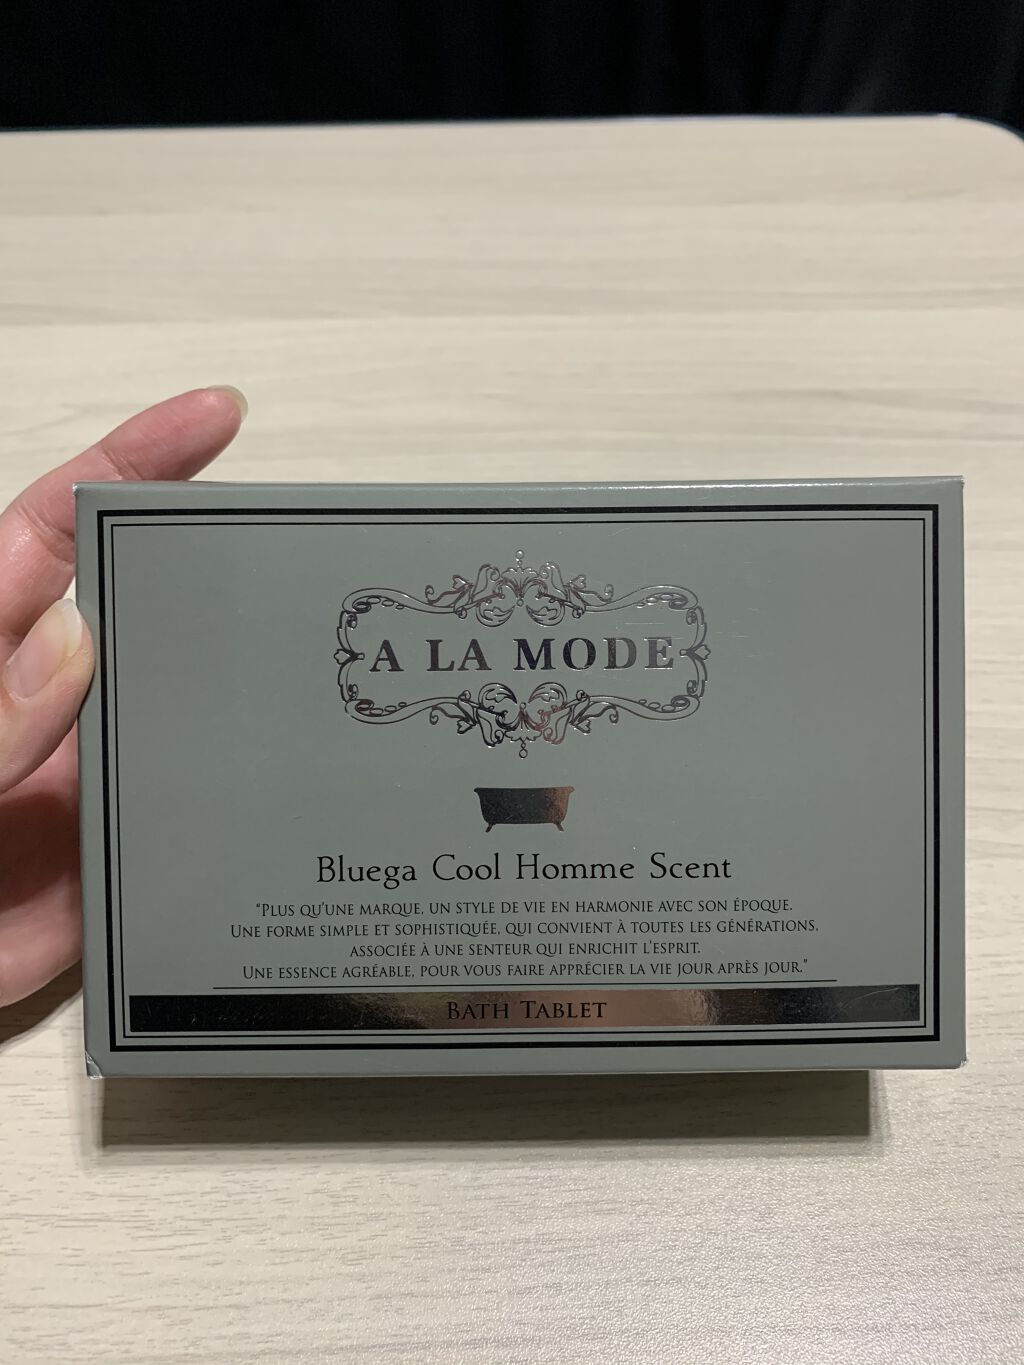 A LA MODE
Bluega Cool Homme Scent
"PLUS QU'UNE MARQUE, UN STYLE DE VIE EN HARMONIE AVEC SON ÉPOQUE.
UNE FORME SIMPLE ET SOPHISTIQUÉE, QUI CONVIENT À TOUTES LES GÉNÉRATIONS,
ASSOCIÉE À UNE SENTEUR QUI ENRICHIT L'ESPRIT.
UNE ESSENCE AGRÉABLE, POUR VOUS FAIRE APPRÉCIER LA VIE JOUR APRÈS JOUR."
BATH TABLET